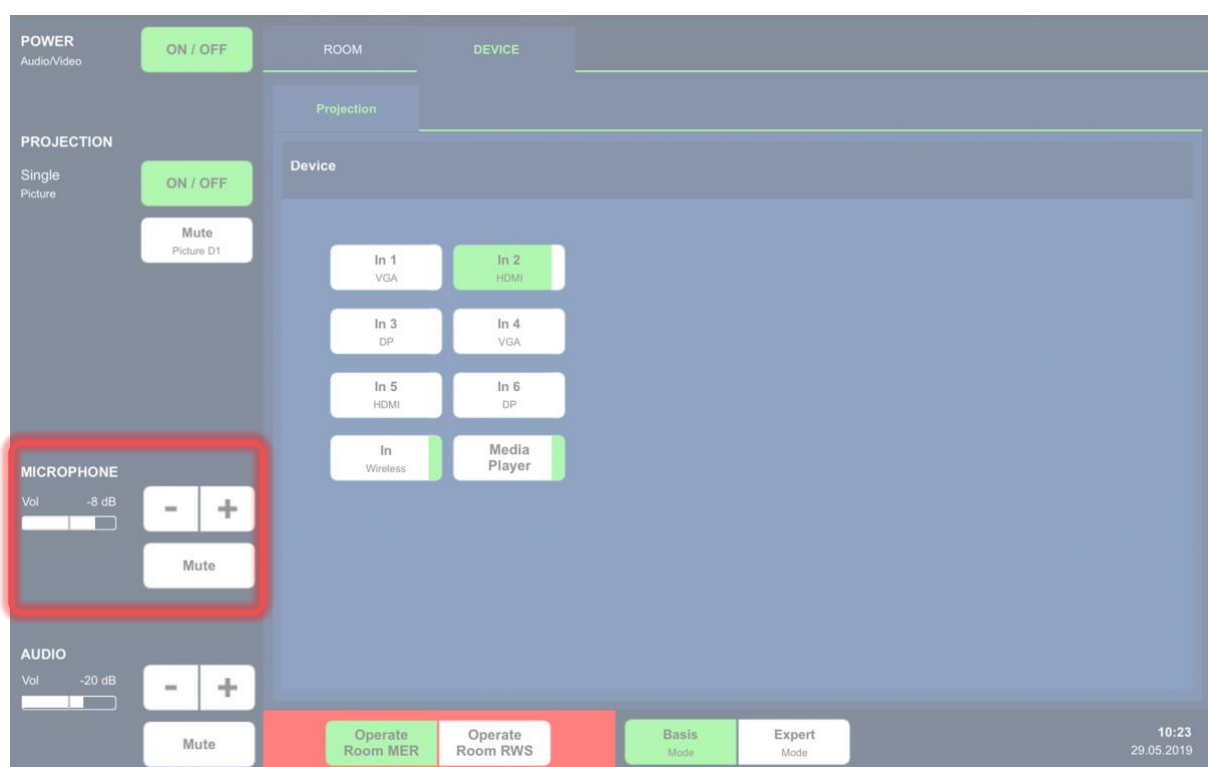 POWER
Audio/Video
ON / OFF
ROOM
DEVICE
Projection
PROJECTION
Single
Picture
ON / OFF
Mute
Picture D1
Device
In 1
VGA
In 2
HDMI
In 3
DP
In 4
VGA
In 5
HDMI
In 6
DP
In
Wireless
Media
Player
MICROPHONE
Vol -8 dB
- +
Mute
AUDIO
Vol -20 dB
- +
Mute
Operate
Room MER
Operate
Room RWS
Basis
Mode
Expert
Mode
10:23
29.05.2019